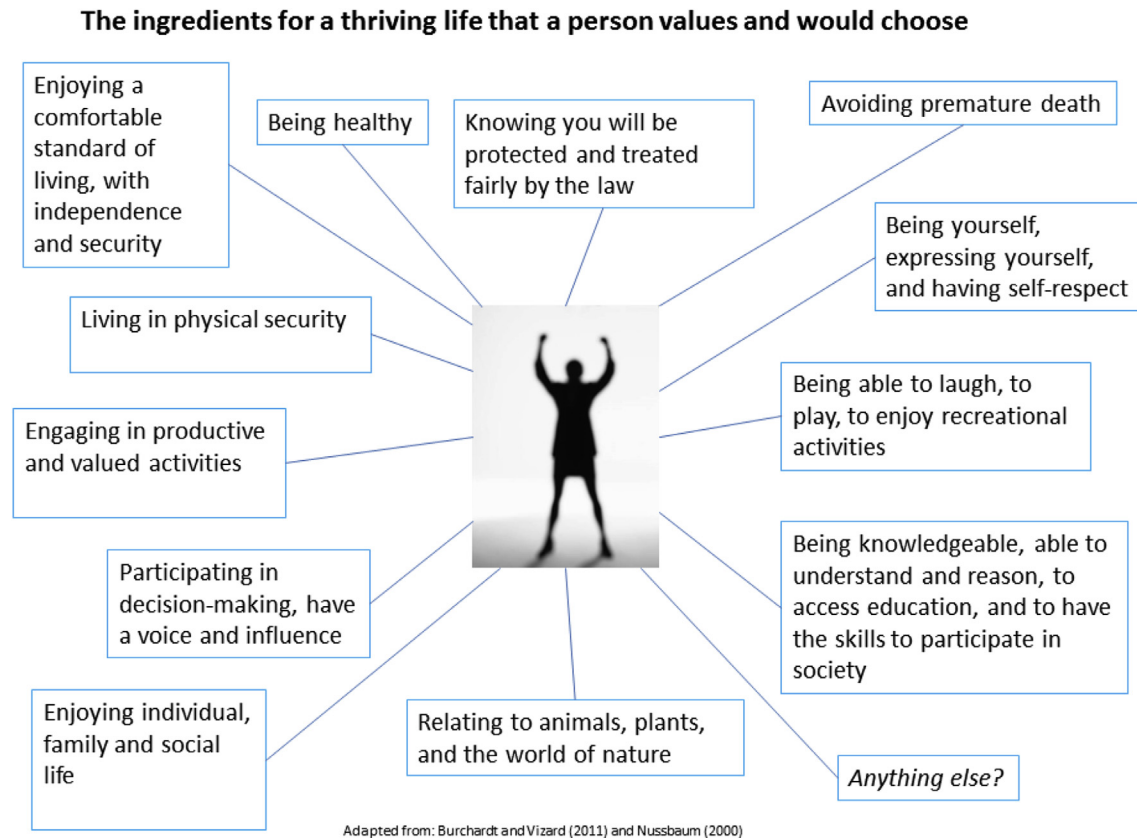 The ingredients for a thriving life that a person values and would choose
Enjoying a
comfortable
standard of
living, with
independence
and security
Being healthy
Knowing you will be
protected and treated
fairly by the law
Avoiding premature death
Being yourself,
expressing yourself,
and having self-respect
Living in physical security
Being able to laugh, to
play, to enjoy recreational
activities
Engaging in productive
and valued activities
Being knowledgeable, able to
understand and reason, to
access education, and to have
the skills to participate in
society
Participating in
decision-making, have
a voice and influence
Enjoying individual,
family and social
life
Relating to animals, plants,
and the world of nature
Anything else?
Adapted from: Burchardt and Vizard (2011) and Nussbaum (2000)